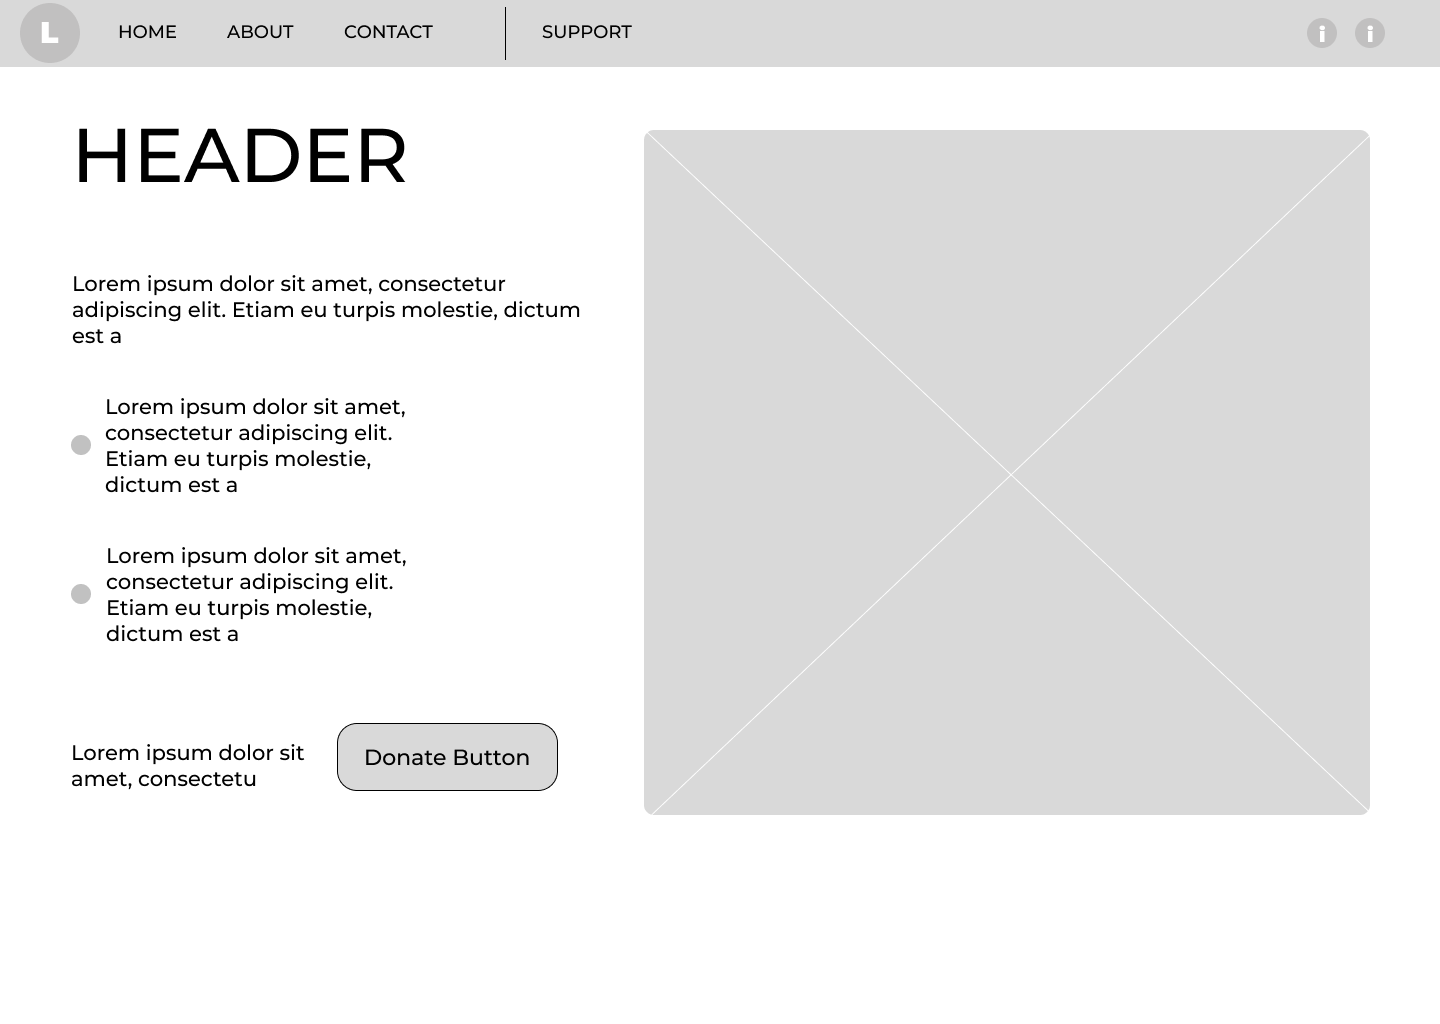 L HOME ABOUT CONTACT SUPPORT i i
HEADER
Lorem ipsum dolor sit amet, consectetur
adipiscing elit. Etiam eu turpis molestie, dictum
est a
Lorem ipsum dolor sit amet,
consectetur adipiscing elit.
Etiam eu turpis molestie,
dictum est a
Lorem ipsum dolor sit amet,
consectetur adipiscing elit.
Etiam eu turpis molestie,
dictum est a
Lorem ipsum dolor sit
amet, consectetu
Donate Button